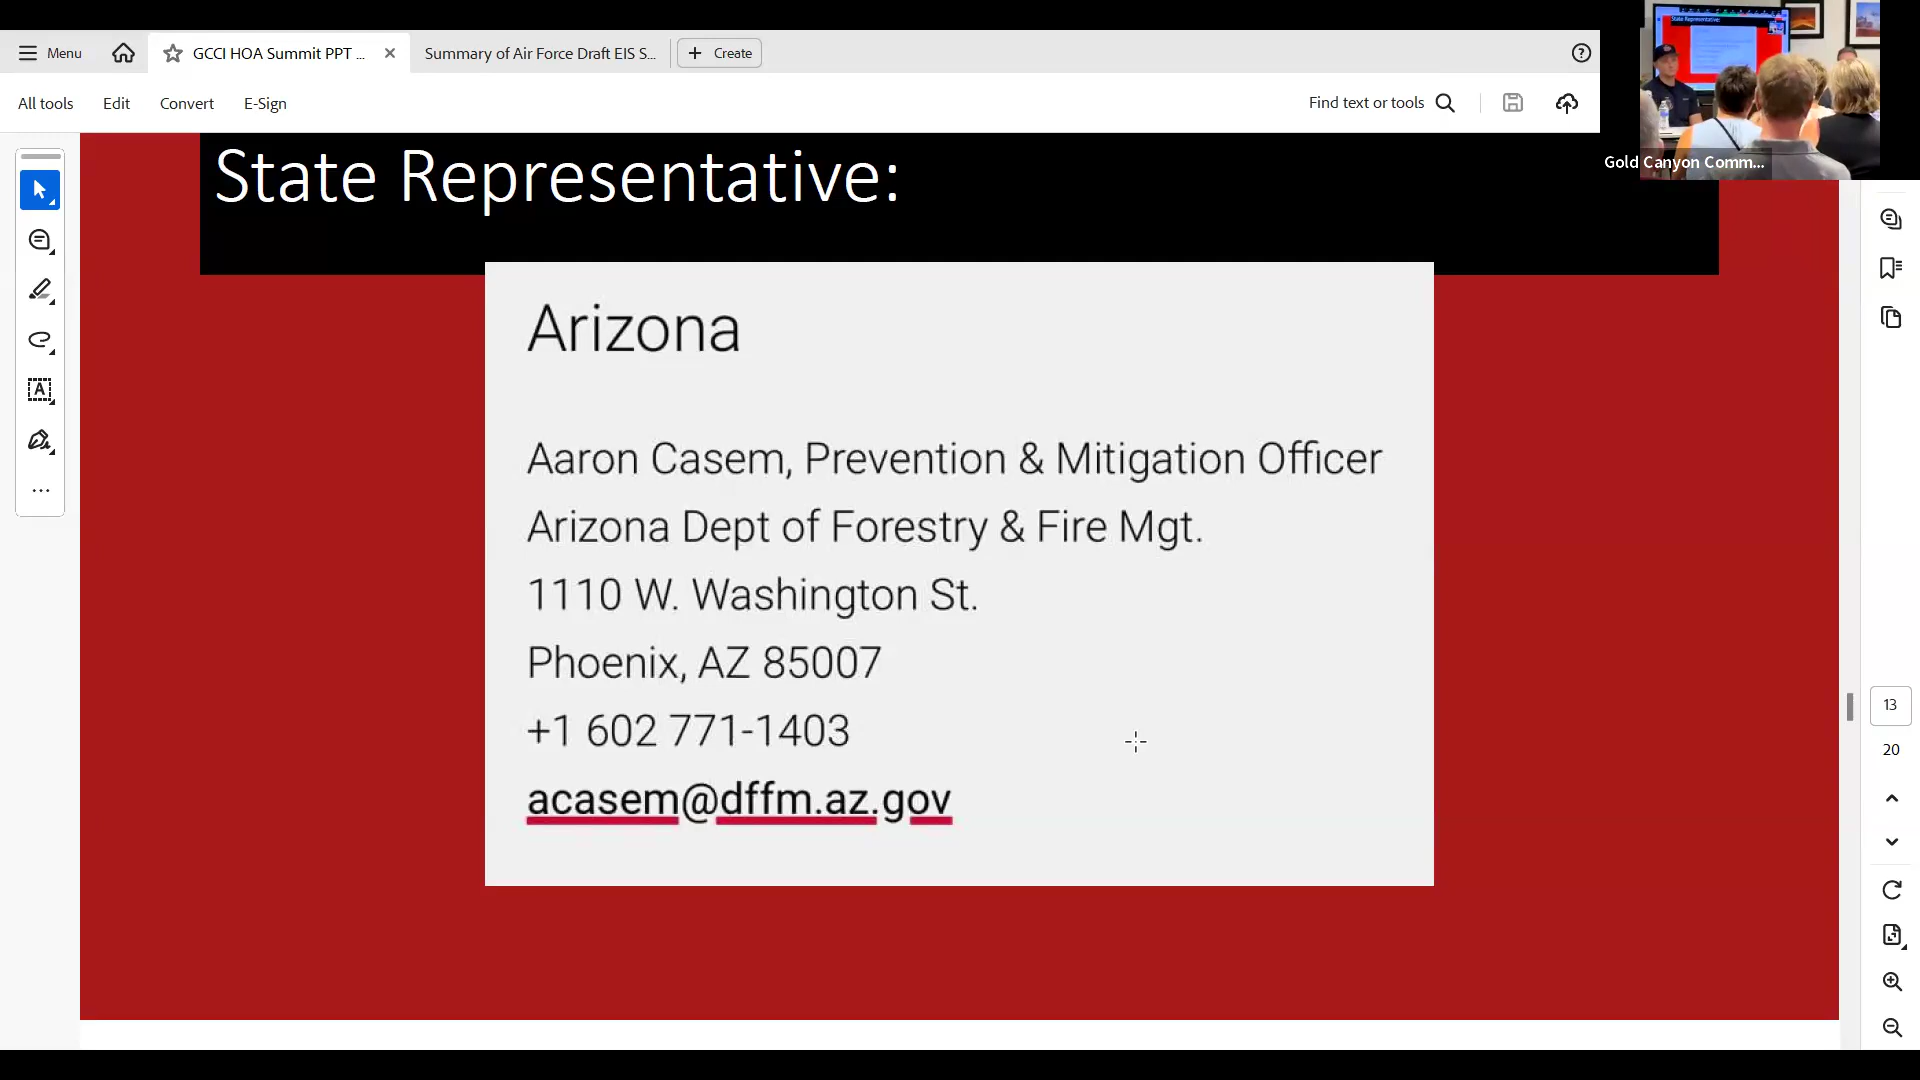 Menu
GCCI HOA Summit PPT ...
Summary of Air Force Draft EIS S...
Create
All tools
Edit
Convert
E-Sign
Find text or tools
State Representative:
Gold Canyon Comm...
State Representative:
Arizona
Aaron Casem, Prevention & Mitigation Officer
Arizona Dept of Forestry & Fire Mgt.
1110 W. Washington St.
Phoenix, AZ 85007
+1 602 771-1403
acasem@dffm.az.gov
13
20